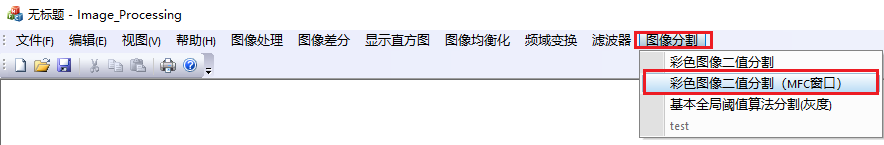 无标题 - Image_Processing
文件(F) 编辑(E) 视图(V) 帮助(H) 图像处理 图像差分 显示直方图 图像均衡化 频域变换 滤波器 图像分割
彩色图像二值分割
彩色图像二值分割（MFC窗口）
基本全局阈值算法分割(灰度)
test